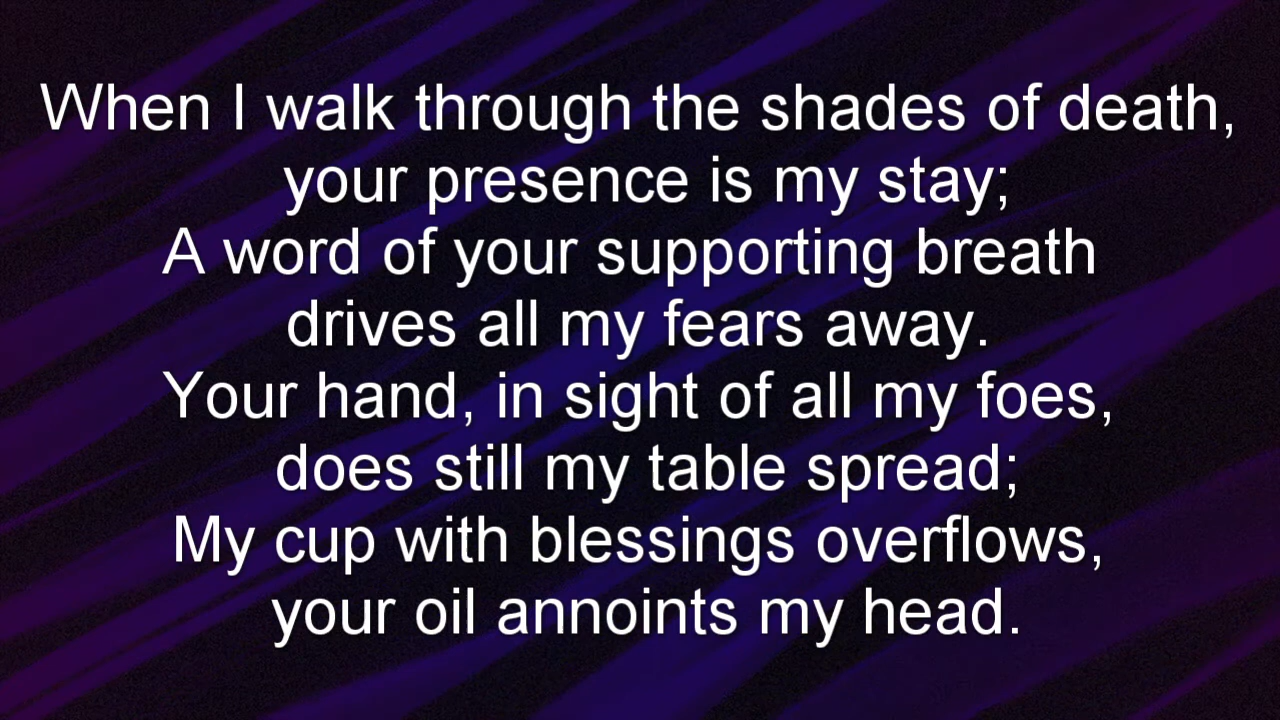 When I walk through the shades of death,
your presence is my stay;
A word of your supporting breath
drives all my fears away.
Your hand, in sight of all my foes,
does still my table spread;
My cup with blessings overflows,
your oil annoints my head.